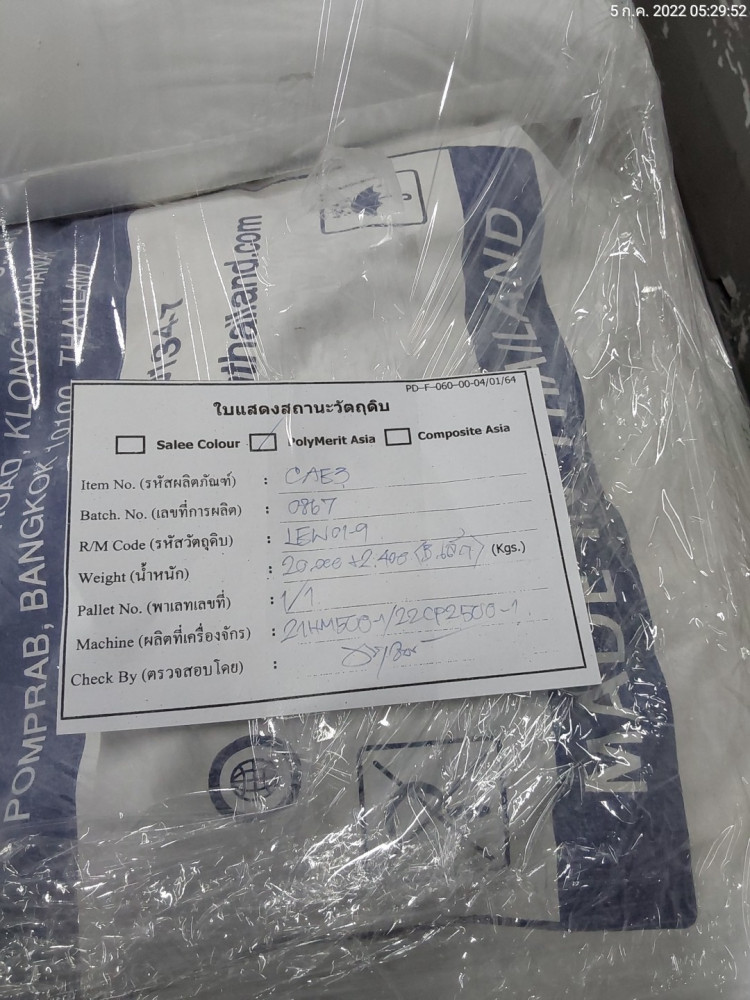 5 ก.ค. 2022 05:29:52
thailand.com
MADE IN THAILAND
ROAD, KLONG MAHANA
POMPRAB, BANGKOK 10100 THAILAND
PD-F-060-00-04/01/64
ใบแสดงสถานะวัตถุดิบ
Salee Colour PolyMerit Asia Composite Asia
Item No. (รหัสผลิตภัณฑ์) : CAE3
Batch. No. (เลขที่การผลิต) : 0867
R/M Code (รหัสวัตถุดิบ) : LEW01-9
Weight (น้ำหนัก) : 20.000 +2.400 (Kgs.)
Pallet No. (พาเลทเลขที่) : 1/1
Machine (ผลิตที่เครื่องจักร) : 21HM500-1/22CP2500-1
Check By (ตรวจสอบโดย) :